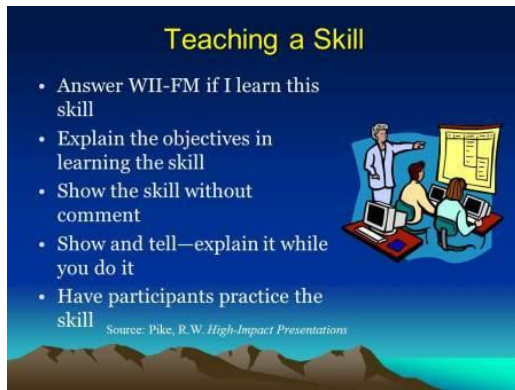 Teaching a Skill
• Answer WII-FM if I learn this
skill
• Explain the objectives in
learning the skill
• Show the skill without
comment
• Show and tell—explain it while
you do it
• Have participants practice the
skill
Source: Pike, R.W. High-Impact Presentations